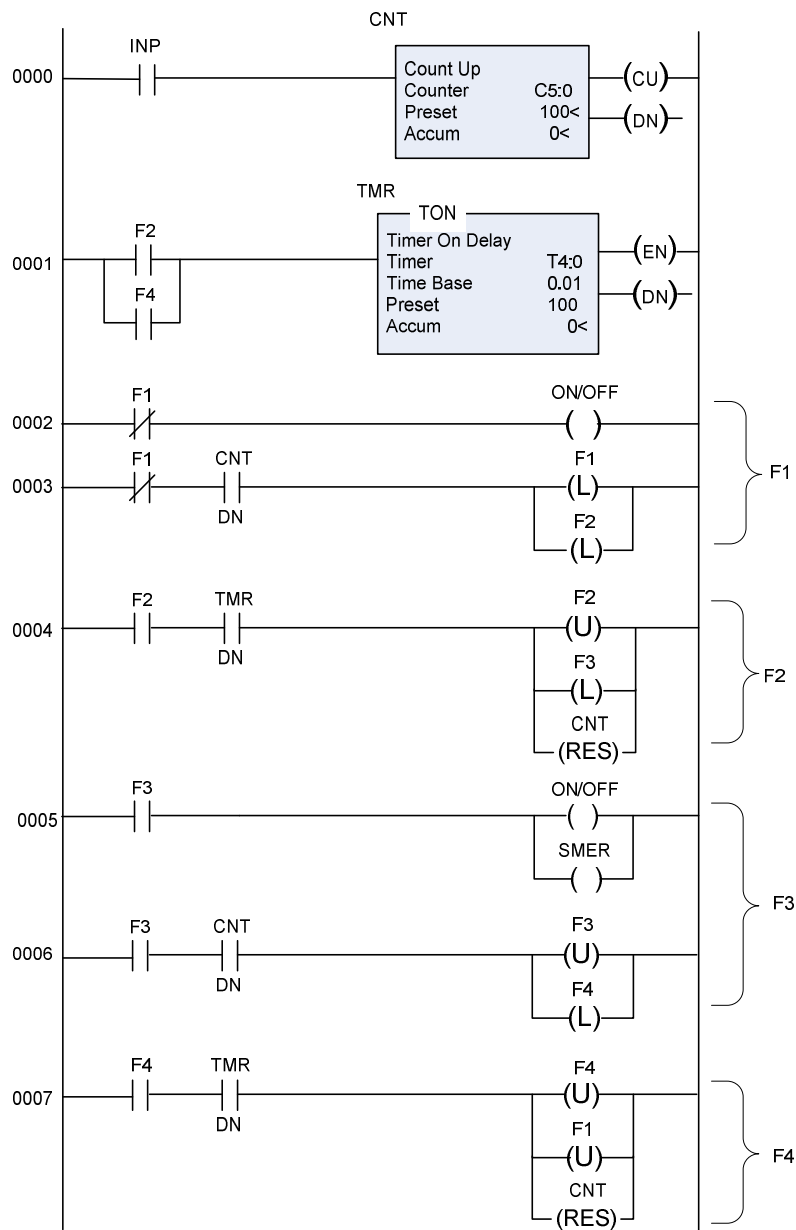 CNT
INP
0000
Count Up
Counter C5:0
Preset 100<
Accum 0<
(CU)
(DN)
TMR
TON
F2
0001
F4
Timer On Delay
Timer T4:0
Time Base 0.01
Preset 100
Accum 0<
(EN)
(DN)
F1 ON/OFF
0002 ( )
F1 CNT F1
0003 (L)
DN
F2
(L)
F1
F2 TMR F2
0004 (U)
DN
F3
(L)
CNT
(RES)
F2
F3 ON/OFF
0005 ( )
SMER
( )
F3 CNT F3
0006 (U)
DN
F4
(L)
F3
F4 TMR F4
0007 (U)
DN
F1
(U)
CNT
(RES)
F4